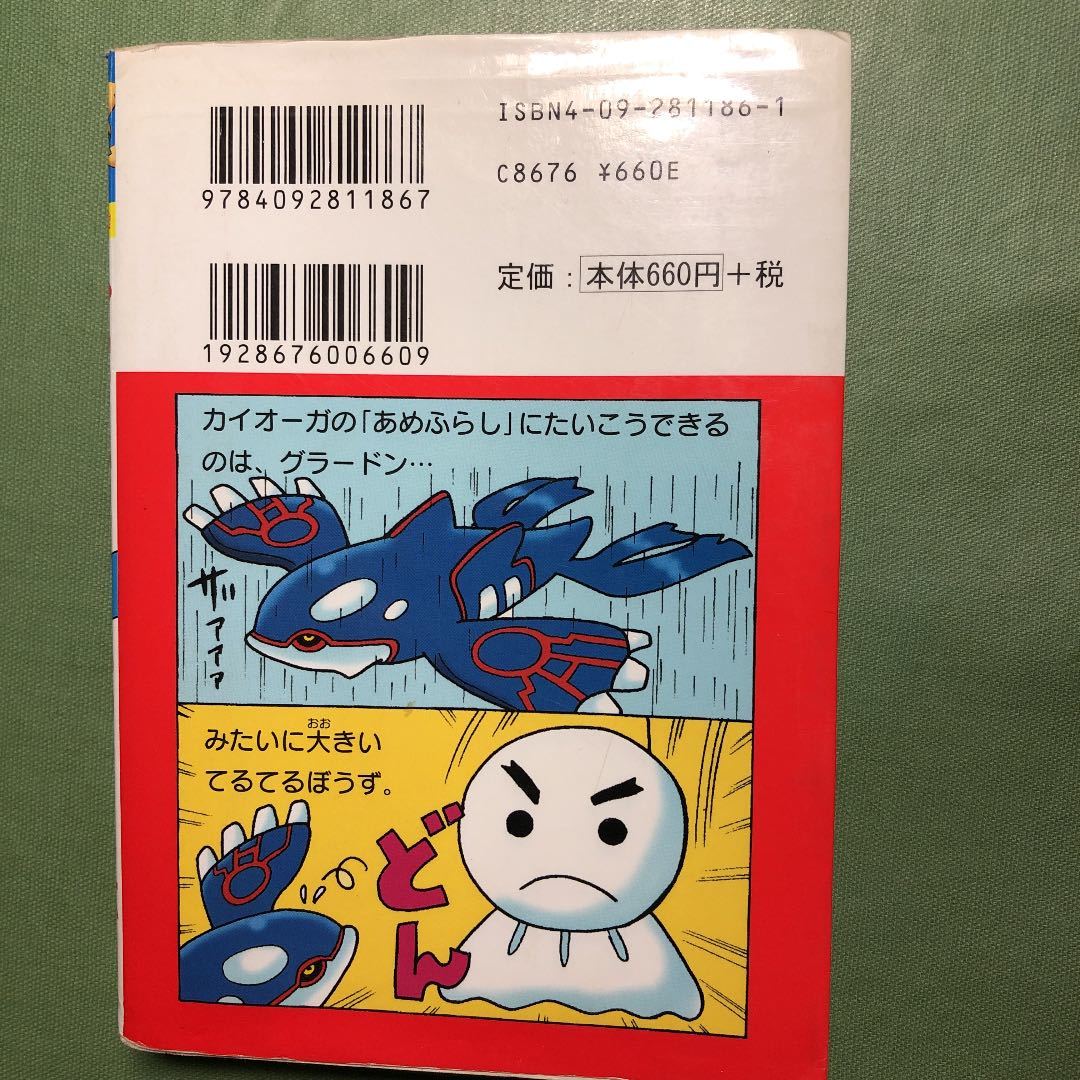 ISBN4-09-281186-1
9784092811867
C8676 ¥660E
定価：本体660円＋税
1928676006609
カイオーガの「あめふらし」にたいこうできる
のは、グラードン…
ザァァァ
みたいに大きい
おお
てるてるぼうず。
どん